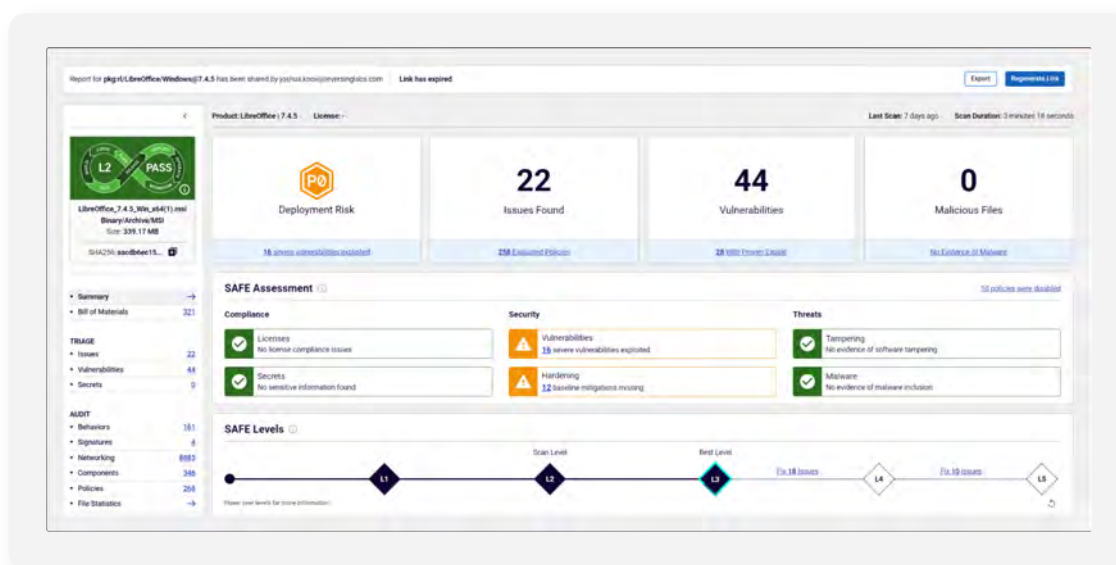 Report for pkg:rl/LibreOffice/Windows@7.4.5 has been shared by Link has expired
Export
Regenerate Link
Product: LibreOffice | 7.4.5 License: -
Last Scan: 7 days ago Scan Duration: 3 minutes 16 seconds
L2
PASS
LibreOffice_7.4.5_Win_x64(1).msi
Binary/Archive/MSI
Size: 339.17 MB
P0
Deployment Risk
16 severe vulnerabilities exploited
22
Issues Found
258 Evaluated Policies
44
Vulnerabilities
28 With Proven Exploit
0
Malicious Files
No Evidence of Malware
Summary
Bill of Materials 321
TRIAGE
Issues 22
Vulnerabilities 44
Secrets 0
AUDIT
Behaviors 161
Signatures 4
Networking
Components 346
Policies 268
File Statistics
SAFE Assessment
10 policies were disabled
Compliance
Licenses
No license compliance issues
Secrets
No sensitive information found
Security
Vulnerabilities
16 severe vulnerabilities exploited
Hardening
12 baseline mitigations missing
Threats
Tampering
No evidence of software tampering
Malware
No evidence of malware inclusion
SAFE Levels
Scan Level
Best Level
L1
L2
L3
Fix 18 issues
L4
Fix 10 issues
L5
Hover over levels for more information